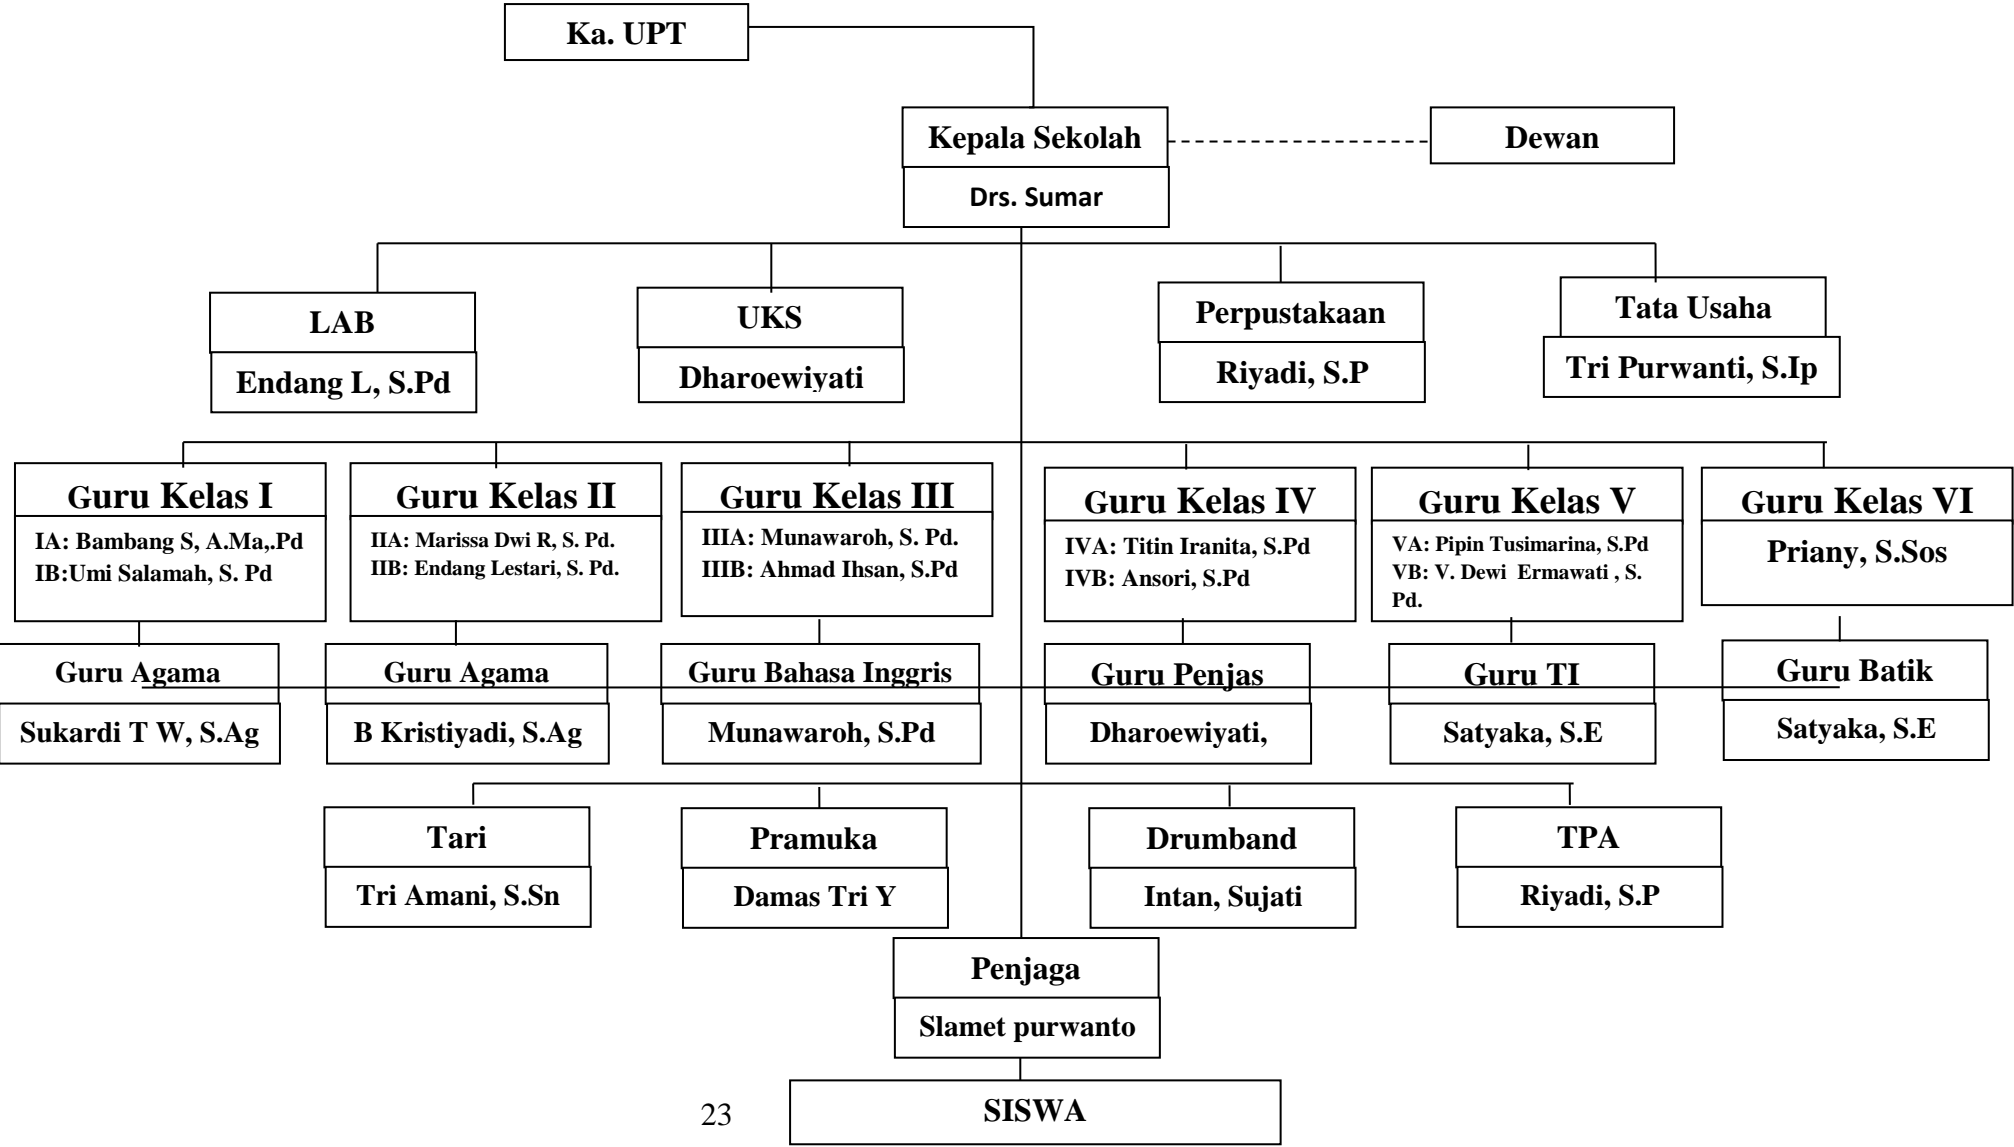 Ka. UPT
Kepala Sekolah
Dewan
Drs. Sumar
LAB
UKS
Perpustakaan
Tata Usaha
Endang L, S.Pd
Dharoewiyati
Riyadi, S.P
Tri Purwanti, S.Ip
Guru Kelas I
Guru Kelas II
Guru Kelas III
Guru Kelas IV
Guru Kelas V
Guru Kelas VI
IA: Bambang S, A.Ma,.Pd
IB:Umi Salamah, S. Pd
IIA: Marissa Dwi R, S. Pd.
IIB: Endang Lestari, S. Pd.
IIIA: Munawaroh, S. Pd.
IIIB: Ahmad Ihsan, S.Pd
IVA: Titin Iranita, S.Pd
IVB: Ansori, S.Pd
VA: Pipin Tusimarina, S.Pd
VB: V. Dewi Ermawati , S.
Pd.
Priany, S.Sos
Guru Agama
Guru Agama
Guru Bahasa Inggris
Guru Penjas
Guru TI
Guru Batik
Sukardi T W, S.Ag
B Kristiyadi, S.Ag
Munawaroh, S.Pd
Dharoewiyati,
Satyaka, S.E
Satyaka, S.E
Tari
Pramuka
Drumband
TPA
Tri Amani, S.Sn
Damas Tri Y
Intan, Sujati
Riyadi, S.P
Penjaga
Slamet purwanto
SISWA
23